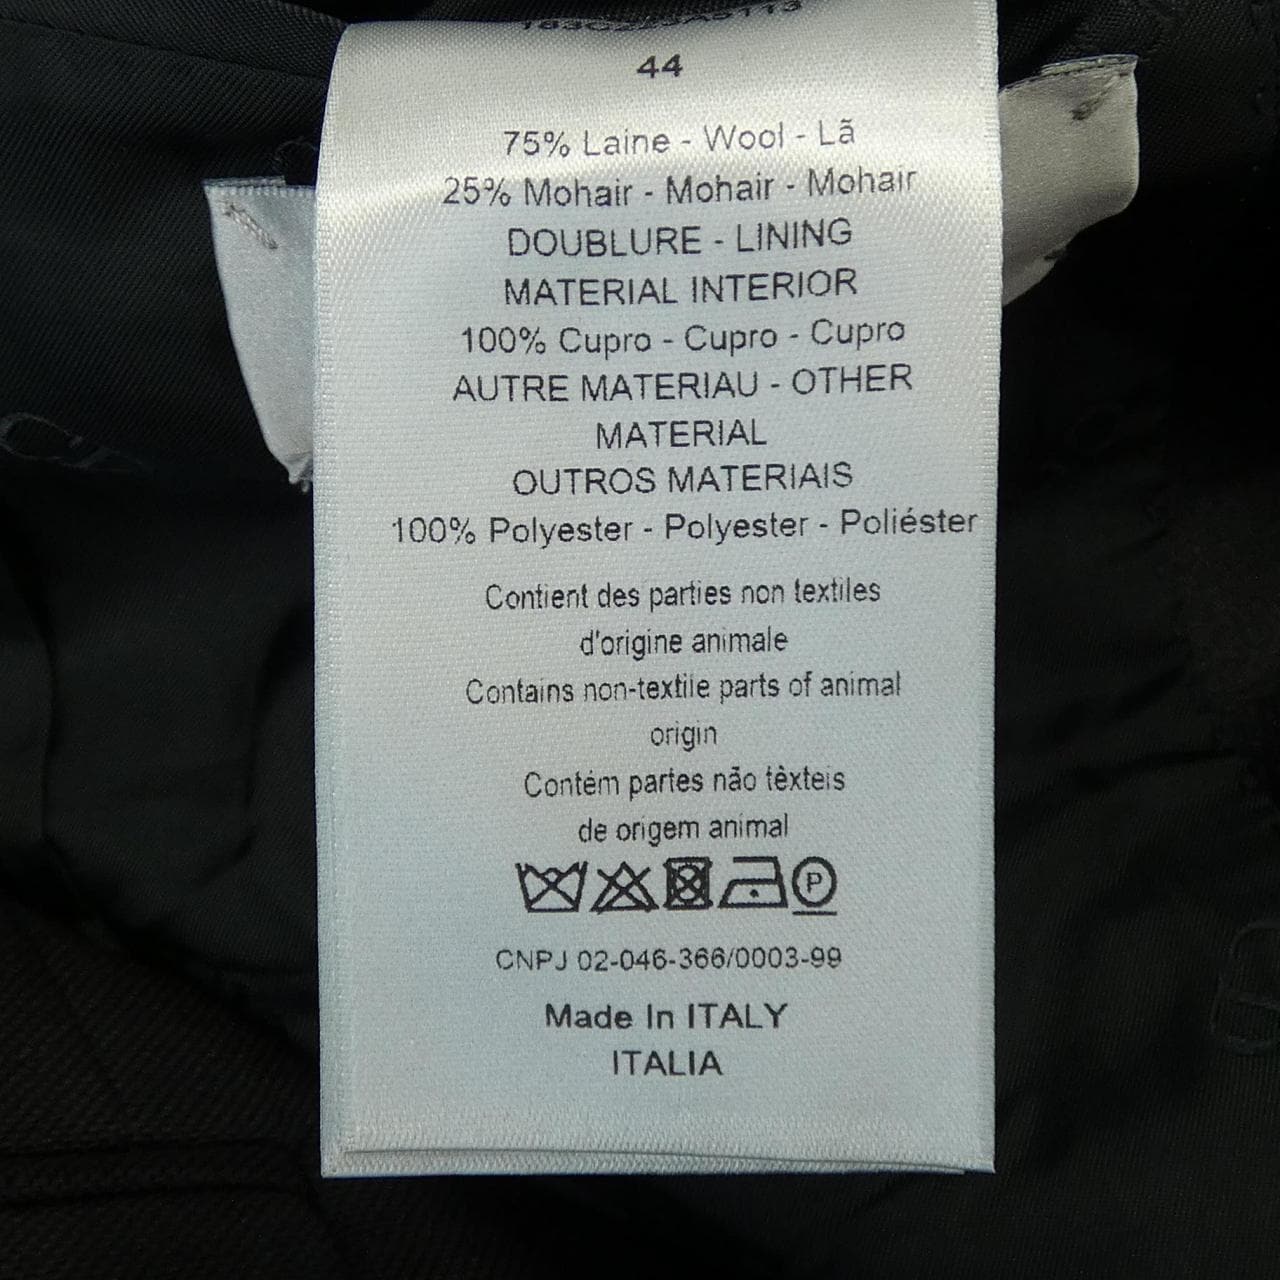 44
75% Laine - Wool - Lã
25% Mohair - Mohair - Mohair
DOUBLURE - LINING
MATERIAL INTERIOR
100% Cupro - Cupro - Cupro
AUTRE MATERIAU - OTHER
MATERIAL
OUTROS MATERIAIS
100% Polyester - Polyester - Poliéster
Contient des parties non textiles
d'origine animale
Contains non-textile parts of animal
origin
Contém partes não têxteis
de origem animal
P
CNPJ 02-046-366/0003-99
Made In ITALY
ITALIA